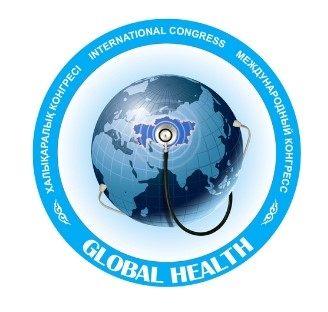 ХАЛЫҚАРАЛЫҚ КОНГРЕСІ
INTERNATIONAL CONGRESS
МЕЖДУНАРОДНЫЙ КОНГРЕСС
GLOBAL HEALTH